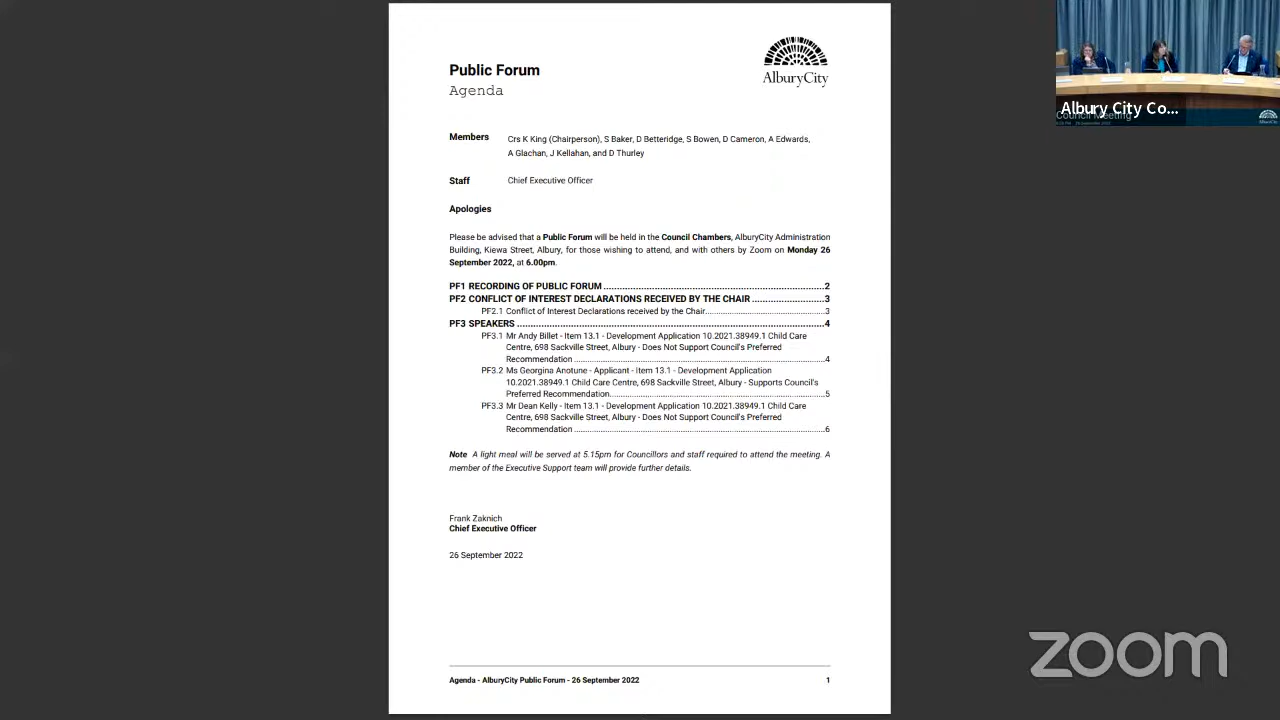 Public Forum
Agenda
AlburyCity
Members Crs K King (Chairperson), S Baker, D Betteridge, S Bowen, D Cameron, A Edwards,
A Glachan, J Kellahan, and D Thurley
Staff Chief Executive Officer
Apologies
Please be advised that a Public Forum will be held in the Council Chambers, AlburyCity Administration
Building, Kiewa Street, Albury, for those wishing to attend, and with others by Zoom on Monday 26
September 2022, at 6.00pm.
PF1 RECORDING OF PUBLIC FORUM ........ 2
PF2 CONFLICT OF INTEREST DECLARATIONS RECEIVED BY THE CHAIR ........ 3
PF2.1 Conflict of Interest Declarations received by the Chair ........ 3
PF3 SPEAKERS ........ 4
PF3.1 Mr Andy Billet - Item 13.1 - Development Application 10.2021.38949.1 Child Care
Centre, 698 Sackville Street, Albury - Does Not Support Council's Preferred
Recommendation ........ 4
PF3.2 Ms Georgina Anotune - Applicant - Item 13.1 - Development Application
10.2021.38949.1 Child Care Centre, 698 Sackville Street, Albury - Supports Council's
Preferred Recommendation ........ 5
PF3.3 Mr Dean Kelly - Item 13.1 - Development Application 10.2021.38949.1 Child Care
Centre, 698 Sackville Street, Albury - Does Not Support Council's Preferred
Recommendation ........ 6
Note A light meal will be served at 5.15pm for Councillors and staff required to attend the meeting. A
member of the Executive Support team will provide further details.
Frank Zaknich
Chief Executive Officer
26 September 2022
Agenda - AlburyCity Public Forum - 26 September 2022 1
Albury City Co...
Council Meeting
zoom